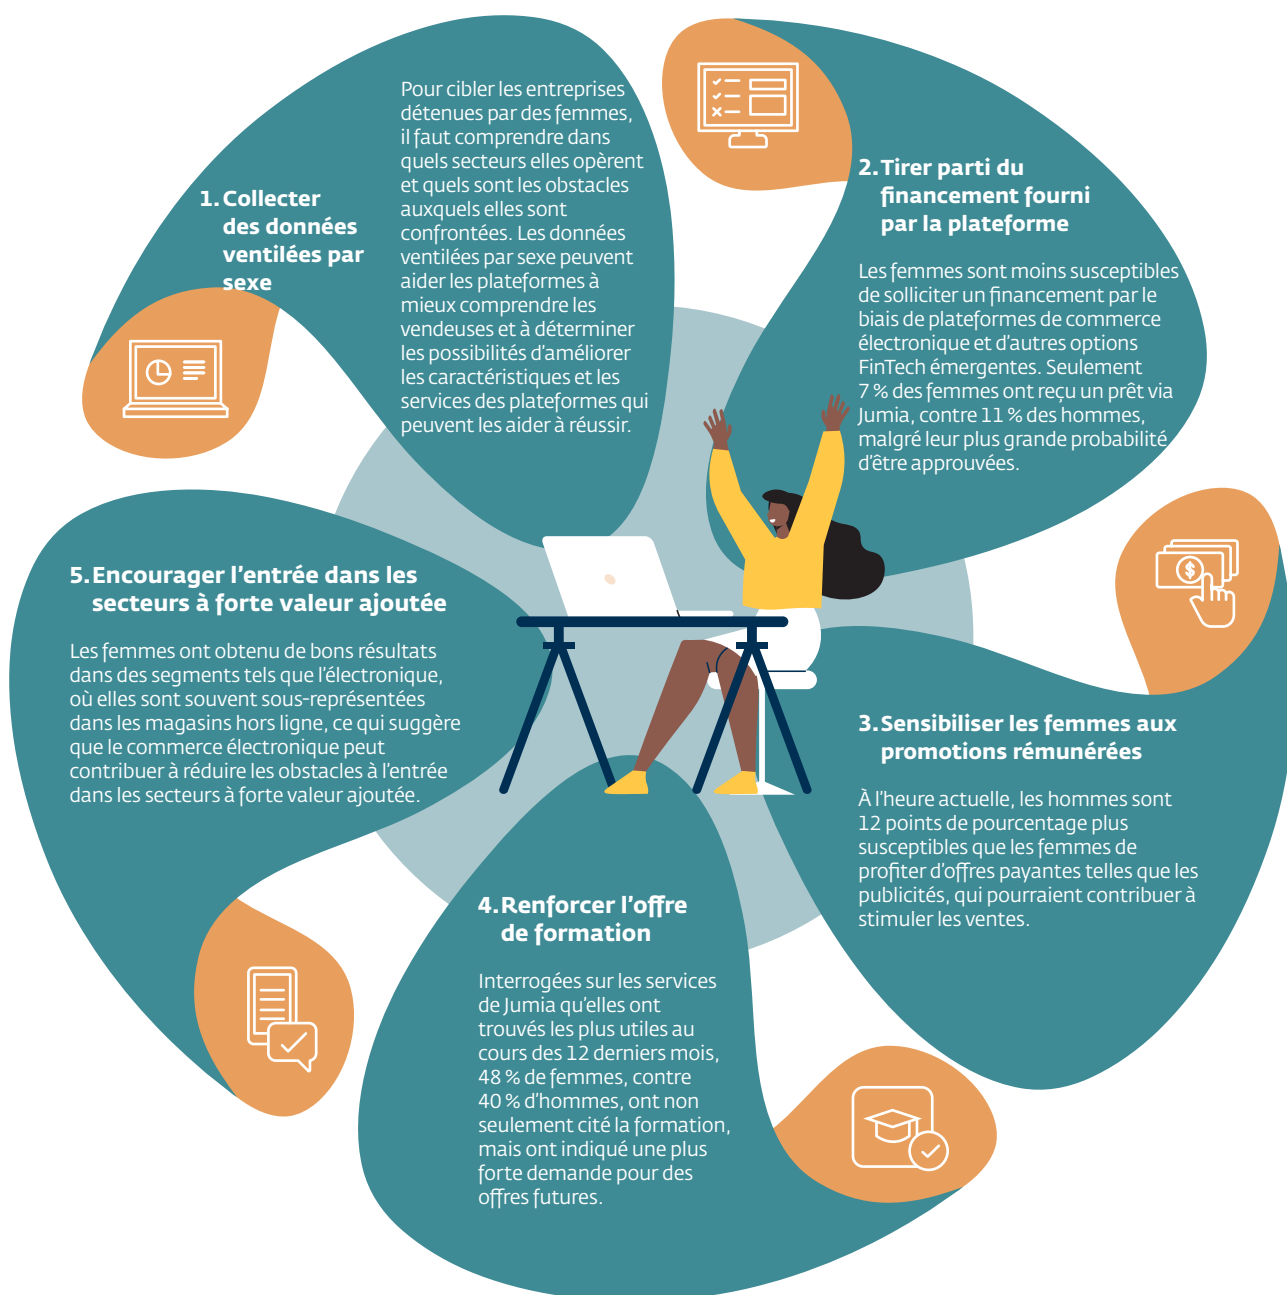 1. Collecter
des données
ventilées par
sexe
Pour cibler les entreprises
détenues par des femmes,
il faut comprendre dans
quels secteurs elles opèrent
et quels sont les obstacles
auxquels elles sont
confrontées. Les données
ventilées par sexe peuvent
aider les plateformes à
mieux comprendre les
vendeuses et à déterminer
les possibilités d’améliorer
les caractéristiques et les
services des plateformes qui
peuvent les aider à réussir.
2. Tirer parti du
financement fourni
par la plateforme
Les femmes sont moins susceptibles
de solliciter un financement par le
biais de plateformes de commerce
électronique et d’autres options
FinTech émergentes. Seulement
7 % des femmes ont reçu un prêt via
Jumia, contre 11 % des hommes,
malgré leur plus grande probabilité
d’être approuvées.
3. Sensibiliser les femmes aux
promotions rémunérées
À l’heure actuelle, les hommes sont
12 points de pourcentage plus
susceptibles que les femmes de
profiter d’offres payantes telles que les
publicités, qui pourraient contribuer à
stimuler les ventes.
4. Renforcer l’offre
de formation
Interrogées sur les services
de Jumia qu’elles ont
trouvés les plus utiles au
cours des 12 derniers mois,
48 % de femmes, contre
40 % d’hommes, ont non
seulement cité la formation,
mais ont indiqué une plus
forte demande pour des
offres futures.
5. Encourager l’entrée dans les
secteurs à forte valeur ajoutée
Les femmes ont obtenu de bons résultats
dans des segments tels que l’électronique,
où elles sont souvent sous-représentées
dans les magasins hors ligne, ce qui suggère
que le commerce électronique peut
contribuer à réduire les obstacles à l’entrée
dans les secteurs à forte valeur ajoutée.